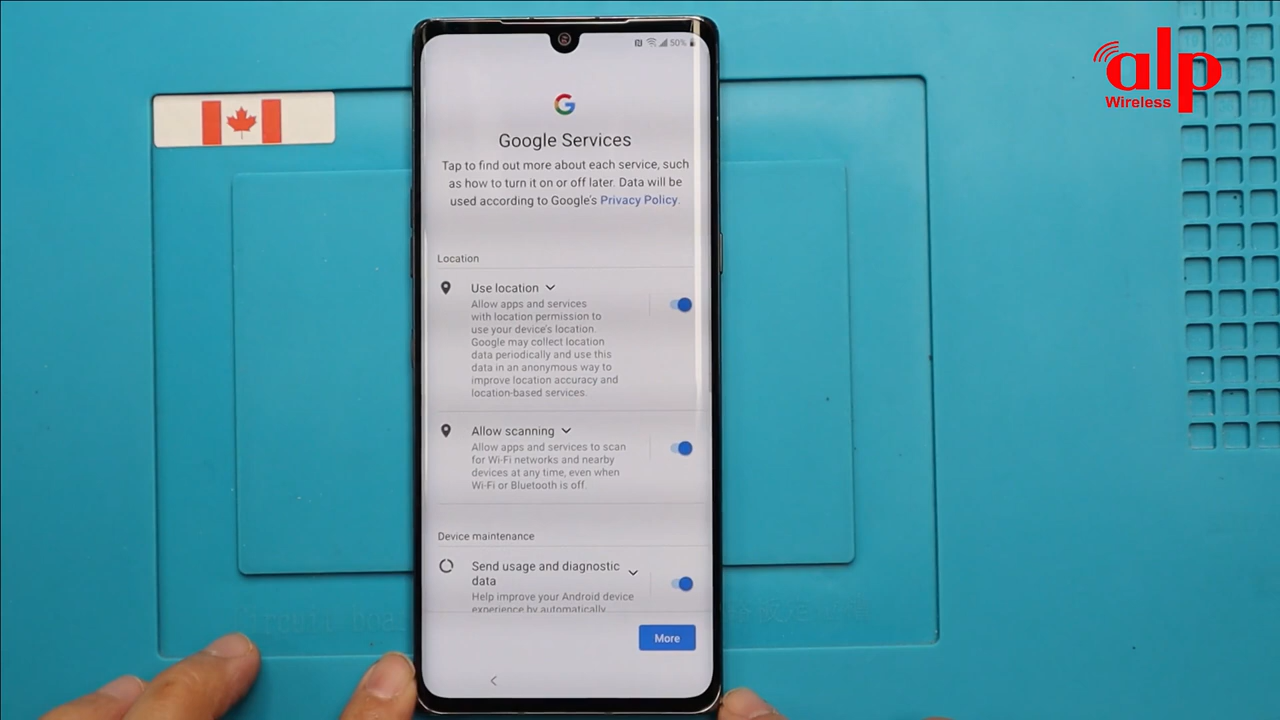 alp
Wireless
50%
Google Services
Tap to find out more about each service, such
as how to turn it on or off later. Data will be
used according to Google's Privacy Policy.
Location
Use location
Allow apps and services
with location permission to
use your device's location.
Google may collect location
data periodically and use this
data in an anonymous way to
improve location accuracy and
location-based services.
Allow scanning
Allow apps and services to scan
for Wi-Fi networks and nearby
devices at any time, even when
Wi-Fi or Bluetooth is off.
Device maintenance
Send usage and diagnostic
data
Help improve your Android device
experience by automatically
More